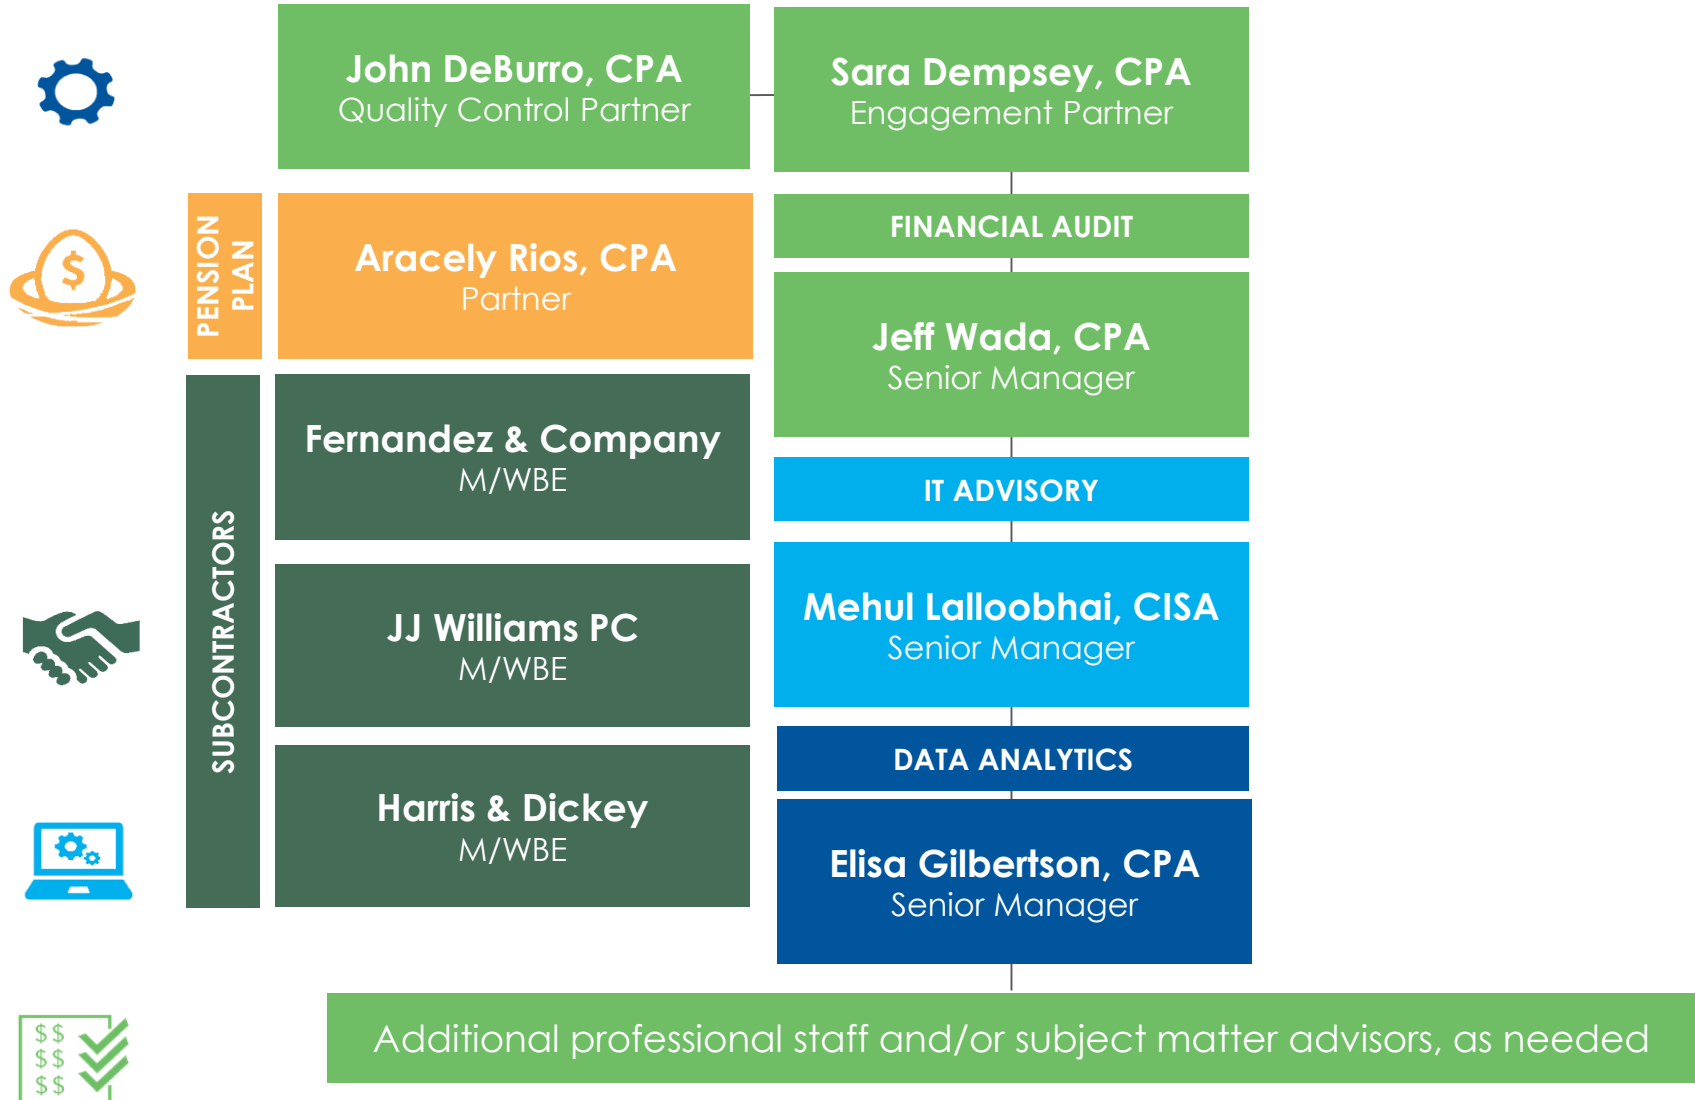 John DeBurro, CPA
Quality Control Partner
Sara Dempsey, CPA
Engagement Partner
PENSION
PLAN
Aracely Rios, CPA
Partner
FINANCIAL AUDIT
Jeff Wada, CPA
Senior Manager
SUBCONTRACTORS
Fernandez & Company
M/WBE
IT ADVISORY
JJ Williams PC
M/WBE
Mehul Lalloobhai, CISA
Senior Manager
DATA ANALYTICS
Harris & Dickey
M/WBE
Elisa Gilbertson, CPA
Senior Manager
Additional professional staff and/or subject matter advisors, as needed
$
$$
$$
$$